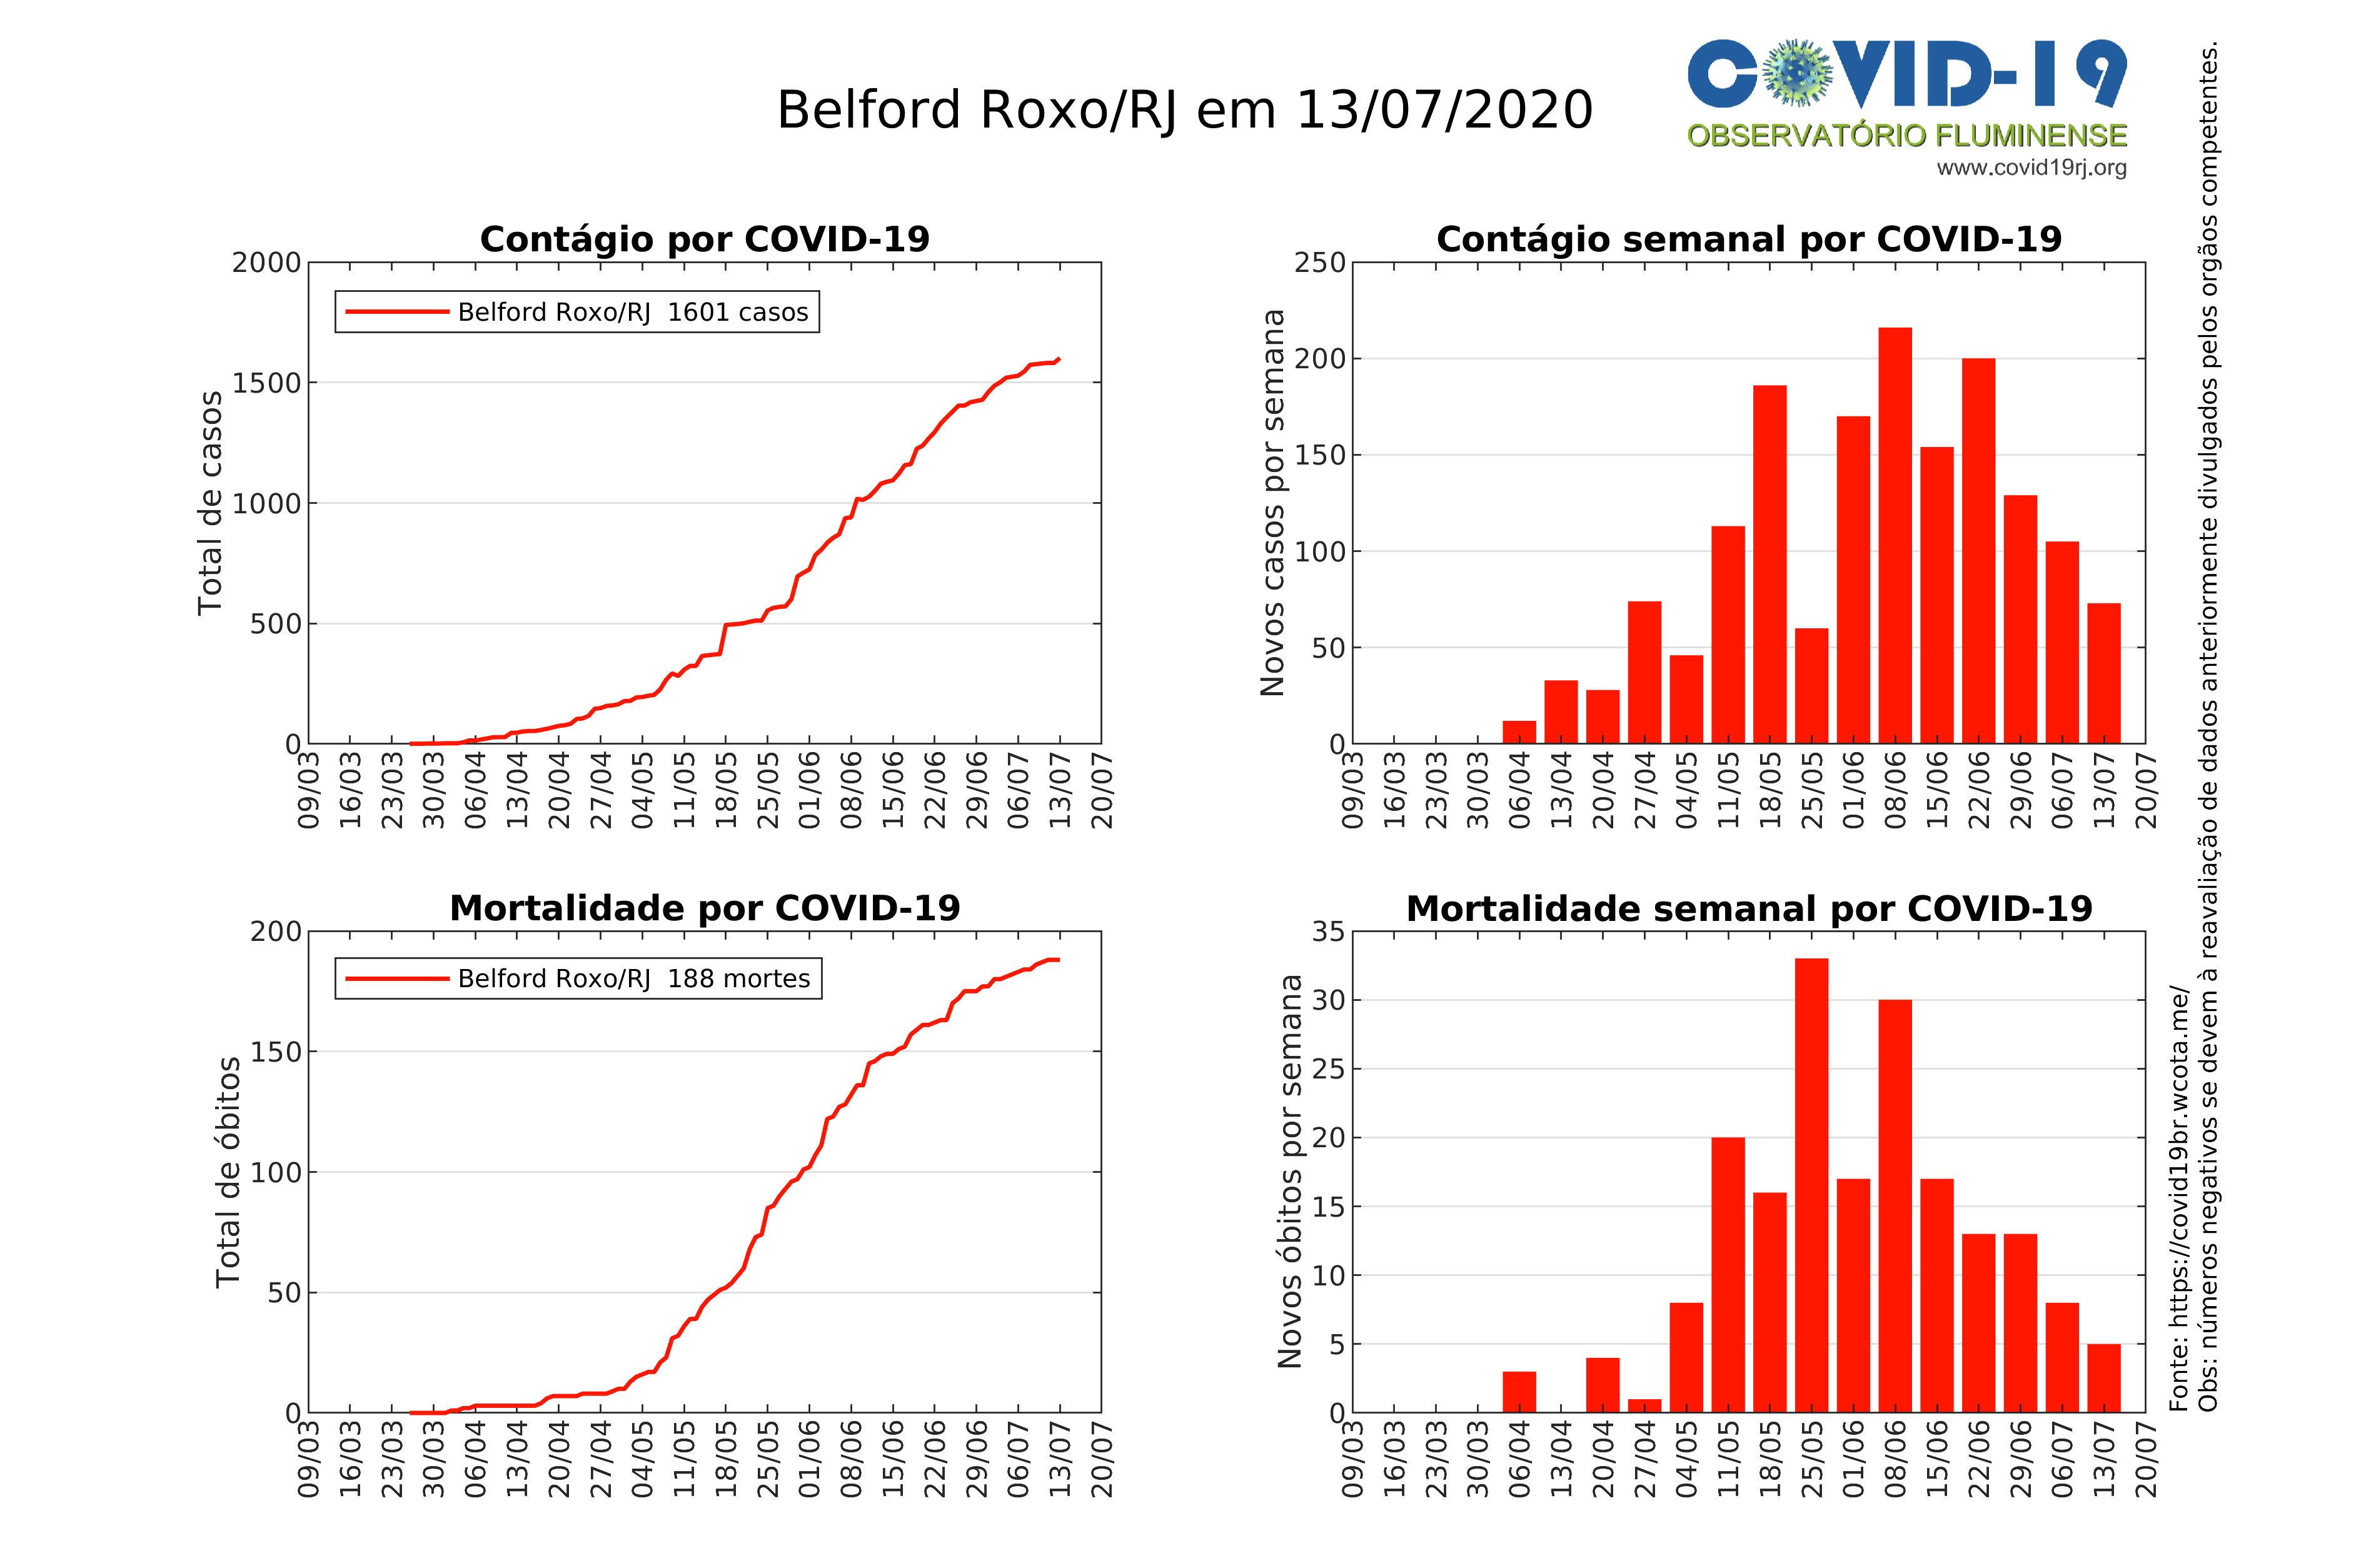 Belford Roxo/RJ em 13/07/2020
COVID-19
OBSERVATÓRIO FLUMINENSE
www.covid19rj.org
Contágio por COVID-19
Total de casos
2000
1500
1000
500
0
Belford Roxo/RJ 1601 casos
09/03 16/03 23/03 30/03 06/04 13/04 20/04 27/04 04/05 11/05 18/05 25/05 01/06 08/06 15/06 22/06 29/06 06/07 13/07 20/07
Contágio semanal por COVID-19
Novos casos por semana
250
200
150
100
50
0
09/03 16/03 23/03 30/03 06/04 13/04 20/04 27/04 04/05 11/05 18/05 25/05 01/06 08/06 15/06 22/06 29/06 06/07 13/07 20/07
Mortalidade por COVID-19
Total de óbitos
200
150
100
50
0
Belford Roxo/RJ 188 mortes
09/03 16/03 23/03 30/03 06/04 13/04 20/04 27/04 04/05 11/05 18/05 25/05 01/06 08/06 15/06 22/06 29/06 06/07 13/07 20/07
Mortalidade semanal por COVID-19
Novos óbitos por semana
35
30
25
20
15
10
5
0
09/03 16/03 23/03 30/03 06/04 13/04 20/04 27/04 04/05 11/05 18/05 25/05 01/06 08/06 15/06 22/06 29/06 06/07 13/07 20/07
Fonte: https://covid19br.wcota.me/
Obs: números negativos se devem à reavaliação de dados anteriormente divulgados pelos orgãos competentes.